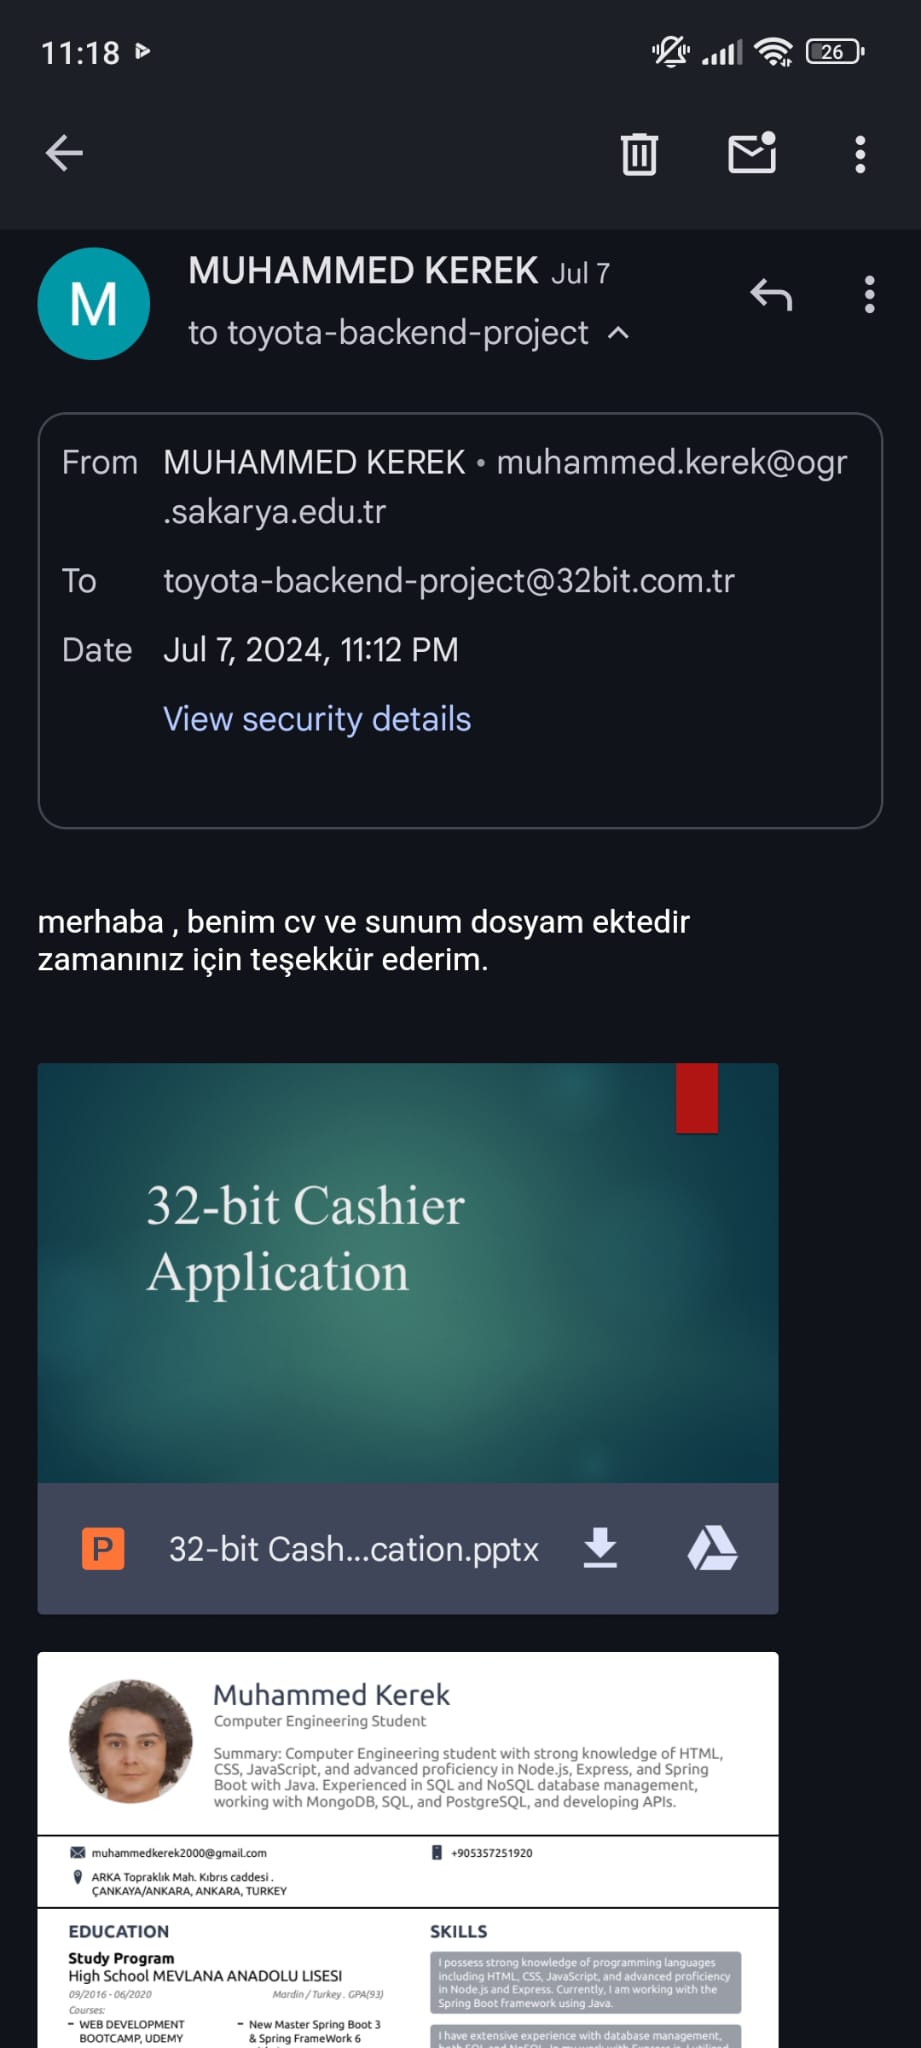 11:18
26
M
MUHAMMED KEREK Jul 7
to toyota-backend-project
From MUHAMMED KEREK • muhammed.kerek@ogr
.sakarya.edu.tr
To toyota-backend-project@32bit.com.tr
Date Jul 7, 2024, 11:12 PM
View security details
merhaba , benim cv ve sunum dosyam ektedir
zamanınız için teşekkür ederim.
32-bit Cashier
Application
P 32-bit Cash...cation.pptx
Muhammed Kerek
Computer Engineering Student
Summary: Computer Engineering student with strong knowledge of HTML,
CSS, JavaScript, and advanced proficiency in Node.js, Express, and Spring
Boot with Java. Experienced in SQL and NoSQL database management,
working with MongoDB, SQL, and PostgreSQL, and developing APIs.
muhammedkerek2000@gmail.com
+905357251920
ARKA Topraklık Mah. Kıbrıs caddesi .
ÇANKAYA/ANKARA, ANKARA, TURKEY
EDUCATION
Study Program
High School MEVLANA ANADOLU LISESI
09/2016 - 06/2020 Mardin / Turkey . GPA(93)
Courses:
- WEB DEVELOPMENT
BOOTCAMP, UDEMY
- New Master Spring Boot 3
& Spring FrameWork 6
SKILLS
I possess strong knowledge of programming languages
including HTML, CSS, JavaScript, and advanced proficiency
in Node.js and Express. Currently, I am working with the
Spring Boot framework using Java.
I have extensive experience with database management,